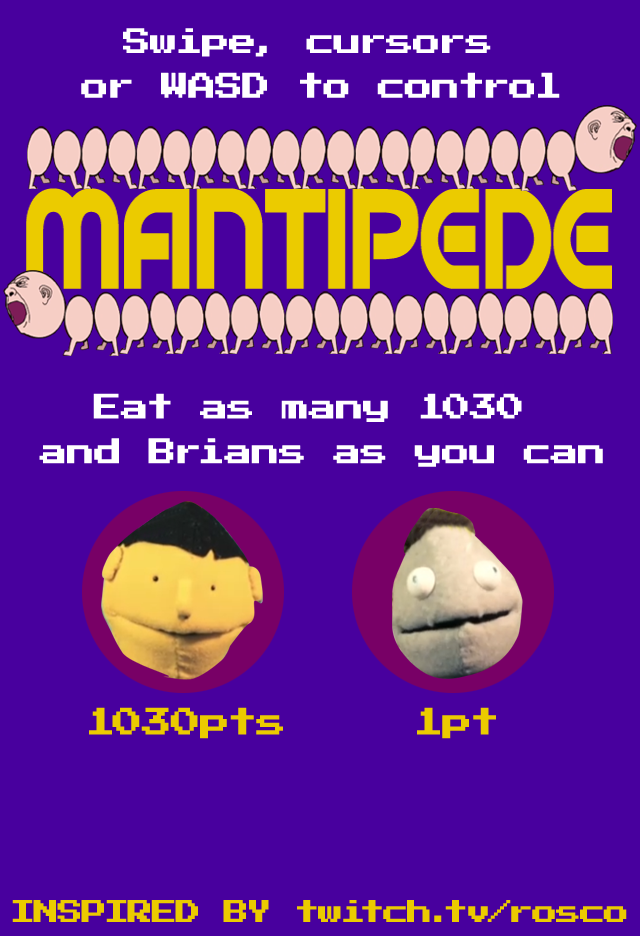 Swipe, cursors
or WASD to control
MANTIPEDE
Eat as many 1030
and Brians as you can
1030pts 1pt
INSPIRED BY twitch.tv/rosco